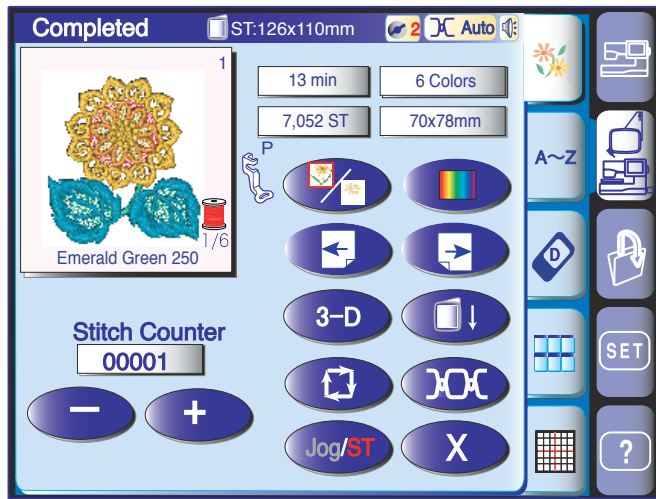 Completed ST:126x110mm 2 Auto
1
13 min 6 Colors
7,052 ST 70x78mm
P
A~Z
1/6
Emerald Green 250
D
3-D
Stitch Counter
00001
SET
− +
Jog/ST X
?